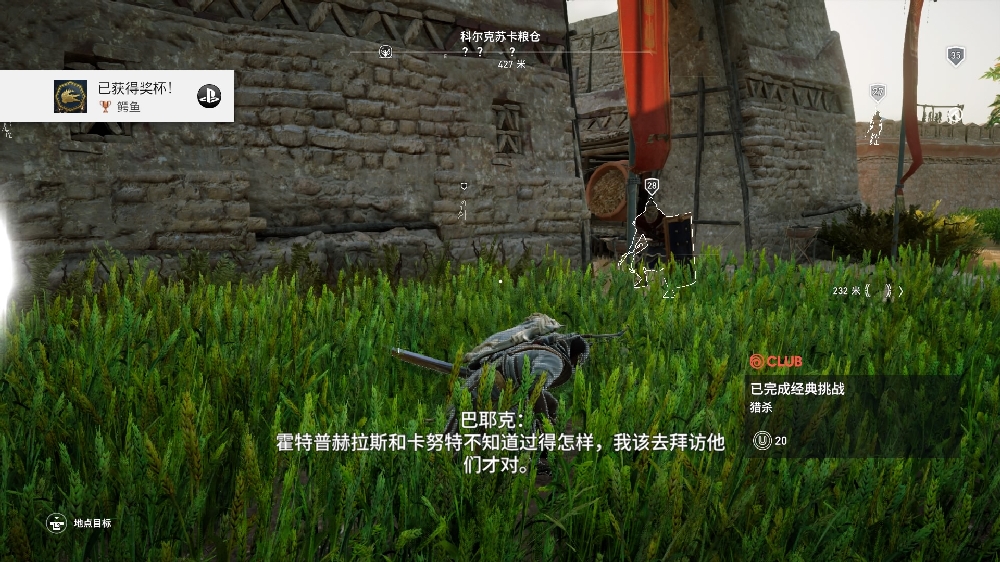 科尔克苏卡粮仓
? ? ?
427 米
已获得奖杯！
鳄鱼
35
28
232 米
CLUB
已完成经典挑战
猎杀
U 20
巴耶克：
霍特普赫拉斯和卡努特不知道过得怎样，我该去拜访他
们才对。
地点目标